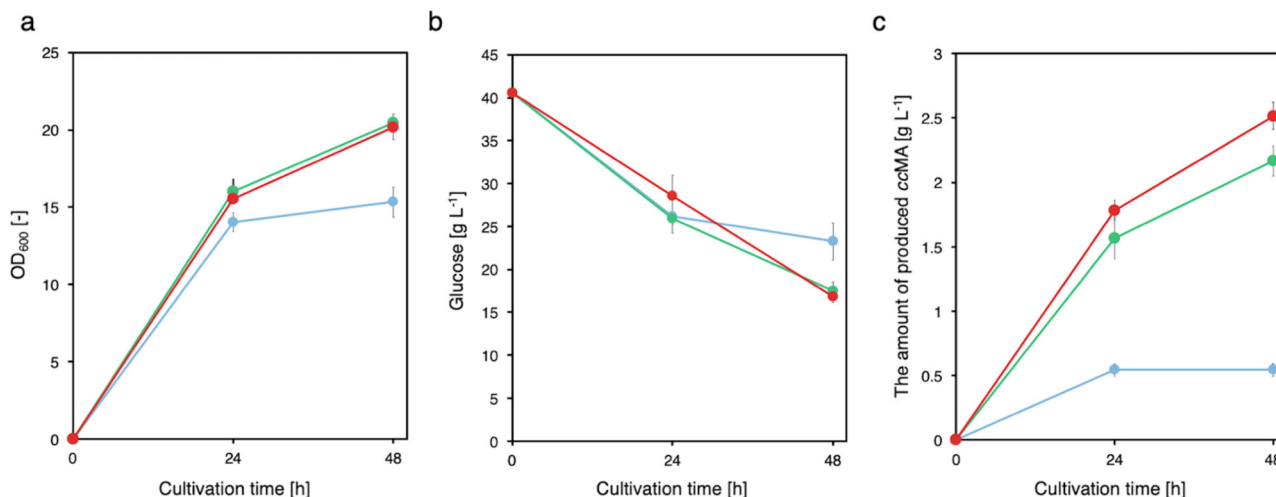 a
25
20
15
10
5
0
OD600 [-]
0 24 48
Cultivation time [h]
b
45
40
35
30
25
20
15
10
5
0
Glucose [g L-1]
0 24 48
Cultivation time [h]
c
3
2.5
2
1.5
1
0.5
0
The amount of produced ccMA [g L-1]
0 24 48
Cultivation time [h]